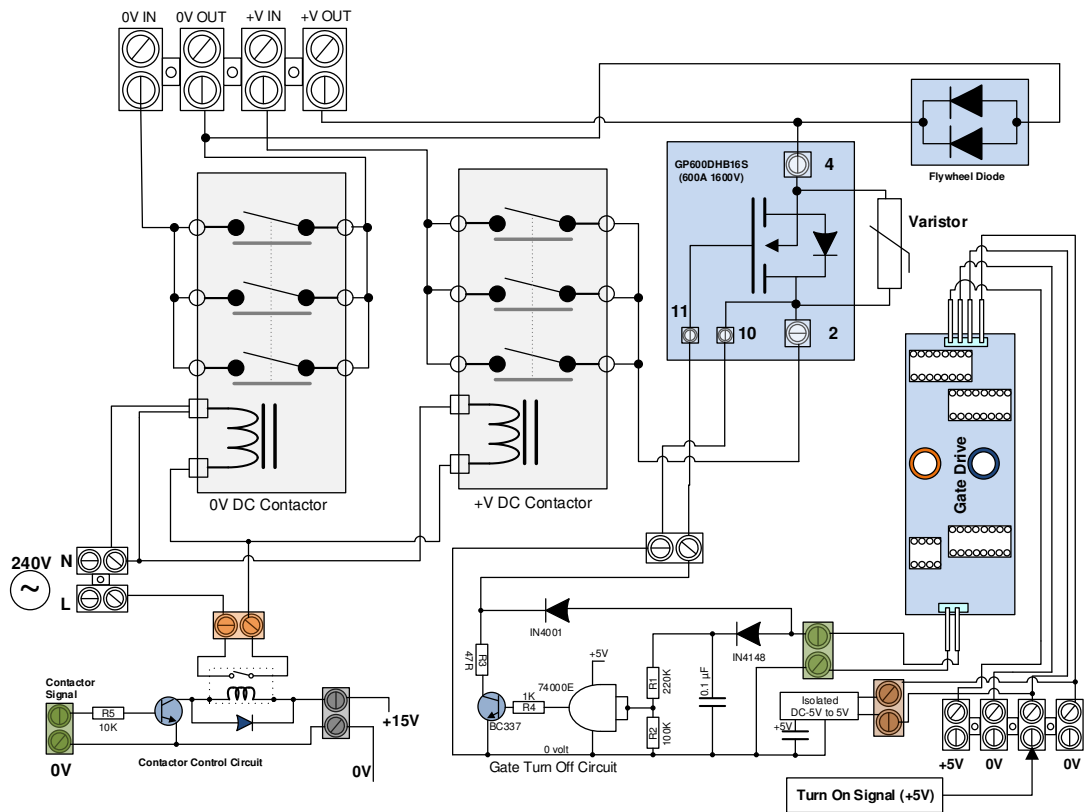 0V IN
0V OUT
+V IN
+V OUT
GP600DHB16S
(600A 1600V)
4
Flywheel Diode
Varistor
11
10
2
0V DC Contactor
+V DC Contactor
Gate Drive
240V
N
~
L
IN4001
IN4148
47R
R3
+5V
74000E
1K
R4
BC337
R1
220K
R2
100K
0.1 µF
0 volt
Gate Turn Off Circuit
Isolated
DC-5V to 5V
+5V
Contactor
Signal
R5
10K
0V
Contactor Control Circuit
+15V
0V
+5V
0V
0V
Turn On Signal (+5V)